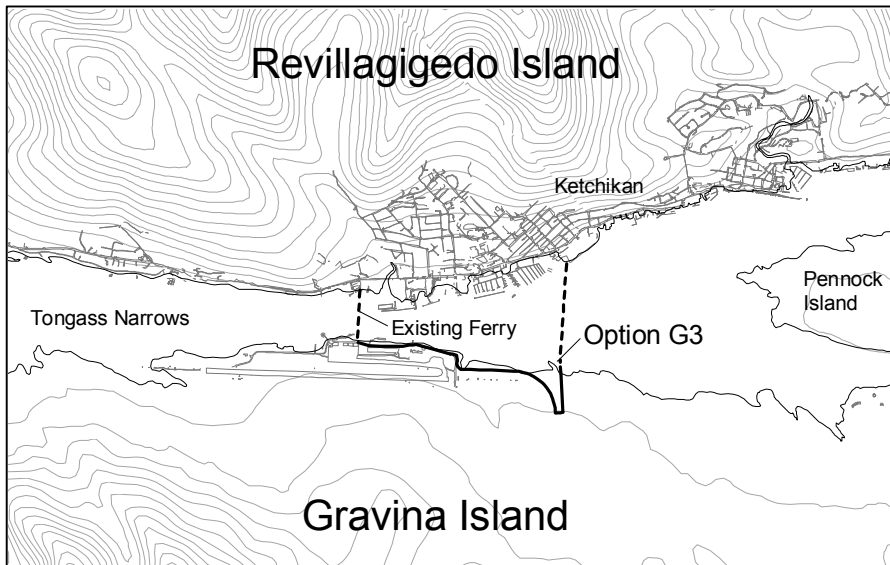 Revillagigedo Island
Ketchikan
Pennock
Island
Tongass Narrows
Existing Ferry
Option G3
Gravina Island